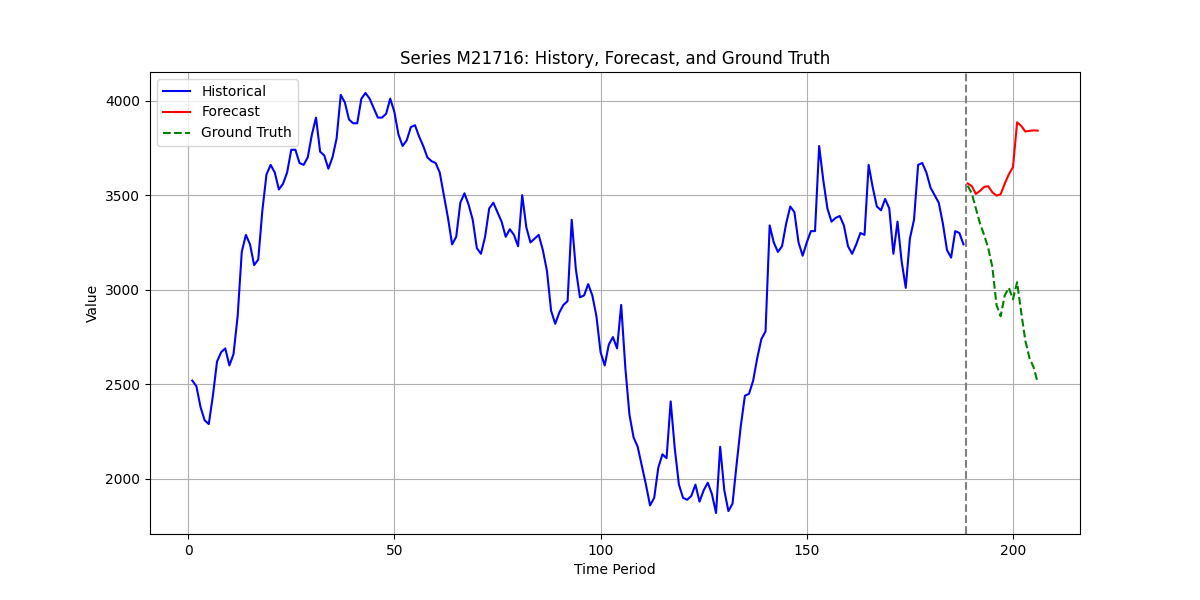 Series M21716: History, Forecast, and Ground Truth
Historical
Forecast
Ground Truth
4000
3500
3000
2500
2000
Value
0 50 100 150 200
Time Period